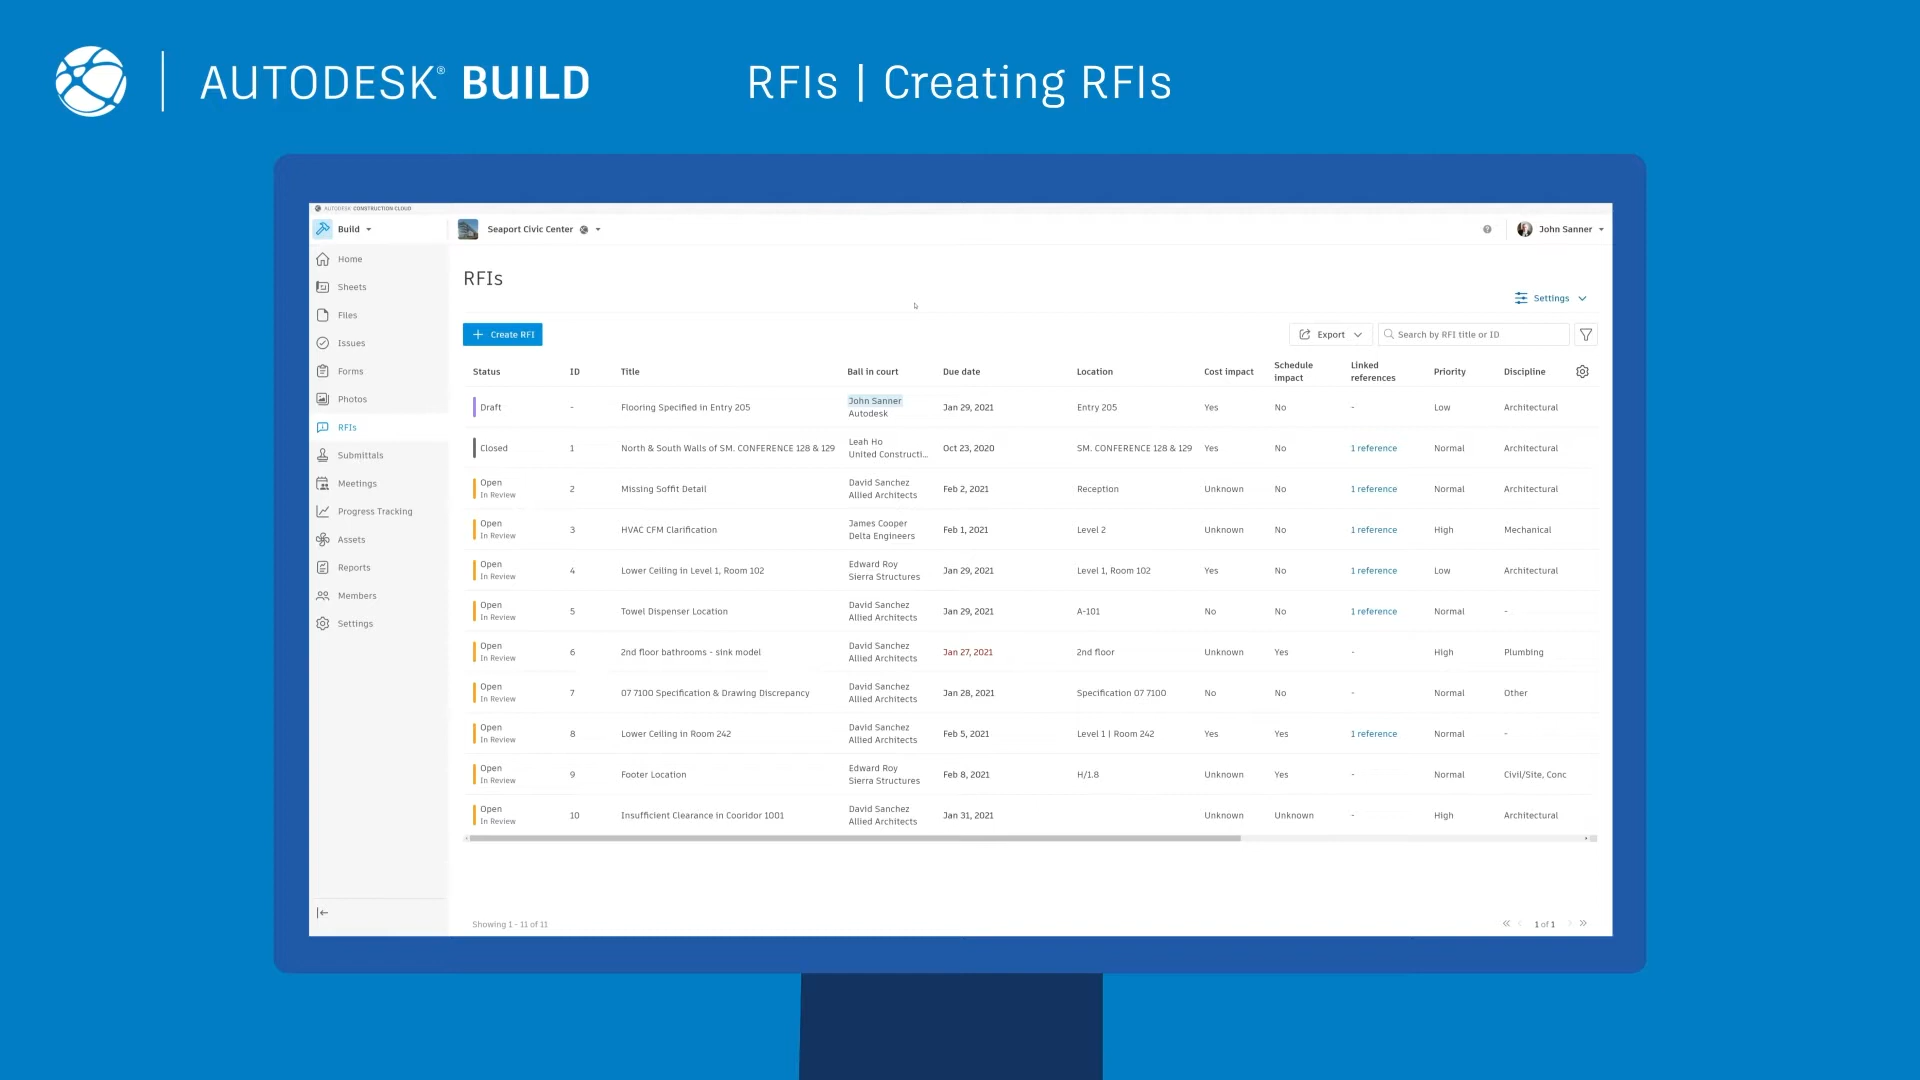 AUTODESK® BUILD
RFIs | Creating RFIs
AUTODESK CONSTRUCTION CLOUD
Build
Seaport Civic Center
John Sanner
Home
Sheets
Files
Issues
Forms
Photos
RFIs
Submittals
Meetings
Progress Tracking
Assets
Reports
Members
Settings
RFIs
Settings
+ Create RFI
Export
Search by RFI title or ID
Status ID Title Ball in court Due date Location Cost impact Schedule impact Linked references Priority Discipline
Draft - Flooring Specified in Entry 205 John Sanner Autodesk Jan 29, 2021 Entry 205 Yes No - Low Architectural
Closed 1 North & South Walls of SM. CONFERENCE 128 & 129 Leah Ho United Constructi... Oct 23, 2020 SM. CONFERENCE 128 & 129 Yes No 1 reference Normal Architectural
Open In Review 2 Missing Soffit Detail David Sanchez Allied Architects Feb 2, 2021 Reception Unknown No 1 reference Normal Architectural
Open In Review 3 HVAC CFM Clarification James Cooper Delta Engineers Feb 1, 2021 Level 2 Unknown No 1 reference High Mechanical
Open In Review 4 Lower Ceiling in Level 1, Room 102 Edward Roy Sierra Structures Jan 29, 2021 Level 1, Room 102 Yes No 1 reference Low Architectural
Open In Review 5 Towel Dispenser Location David Sanchez Allied Architects Jan 29, 2021 A-101 No No 1 reference Normal -
Open In Review 6 2nd floor bathrooms - sink model David Sanchez Allied Architects Jan 27, 2021 2nd floor Unknown Yes - High Plumbing
Open In Review 7 07 7100 Specification & Drawing Discrepancy David Sanchez Allied Architects Jan 28, 2021 Specification 07 7100 No No - Normal Other
Open In Review 8 Lower Ceiling in Room 242 David Sanchez Allied Architects Feb 5, 2021 Level 1 | Room 242 Yes Yes 1 reference Normal -
Open In Review 9 Footer Location Edward Roy Sierra Structures Feb 8, 2021 H/1.8 Unknown Yes - Normal Civil/Site, Conc
Open In Review 10 Insufficient Clearance in Cooridor 1001 David Sanchez Allied Architects Jan 31, 2021 Unknown Unknown - High Architectural
Showing 1 - 11 of 11
1 of 1